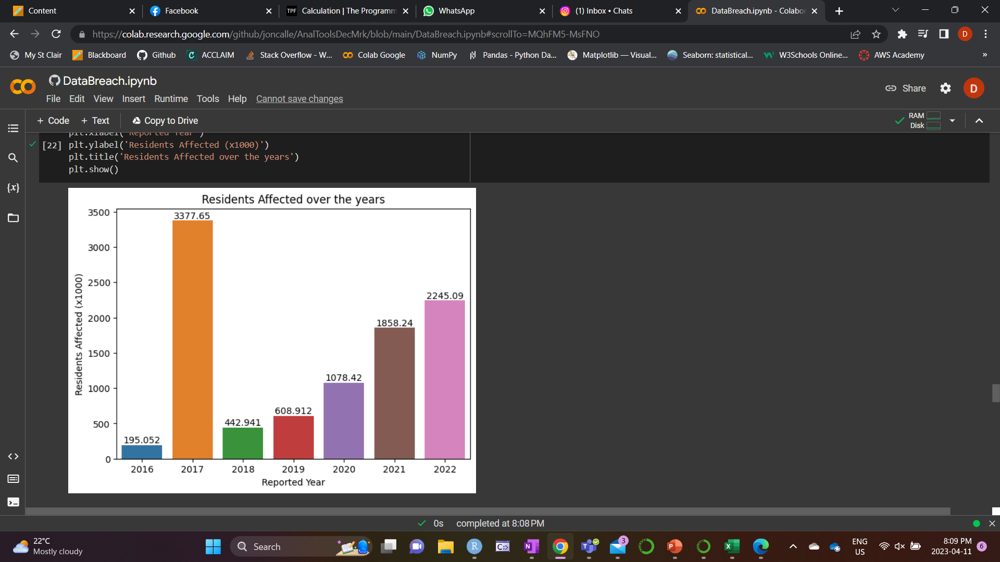 Content
Facebook
TPF Calculation | The Programm
WhatsApp
(1) Inbox • Chats
DataBreach.ipynb - Colabor
https://colab.research.google.com/github/joncalle/AnalToolsDecMrk/blob/main/DataBreach.ipynb#scrollTo=MQhFM5-MsFNO
D
My St Clair
Blackboard
Github
ACCLAIM
Stack Overflow - W...
Colab Google
NumPy
Pandas - Python Da...
Matplotlib — Visual...
Seaborn: statistical...
W3Schools Online...
AWS Academy
»
DataBreach.ipynb
File Edit View Insert Runtime Tools Help Cannot save changes
Share
D
+ Code + Text Copy to Drive
RAM
Disk
plt.xlabel('Reported Year')
[22] plt.ylabel('Residents Affected (x1000)')
plt.title('Residents Affected over the years')
plt.show()
{x}
Residents Affected over the years
3500
3000
2500
2000
1500
1000
500
0
Residents Affected (x1000)
195.052
3377.65
442.941
608.912
1078.42
1858.24
2245.09
2016 2017 2018 2019 2020 2021 2022
Reported Year
0s completed at 8:08 PM
22°C
Mostly cloudy
Search
3
ENG
US
8:09 PM
2023-04-11
6